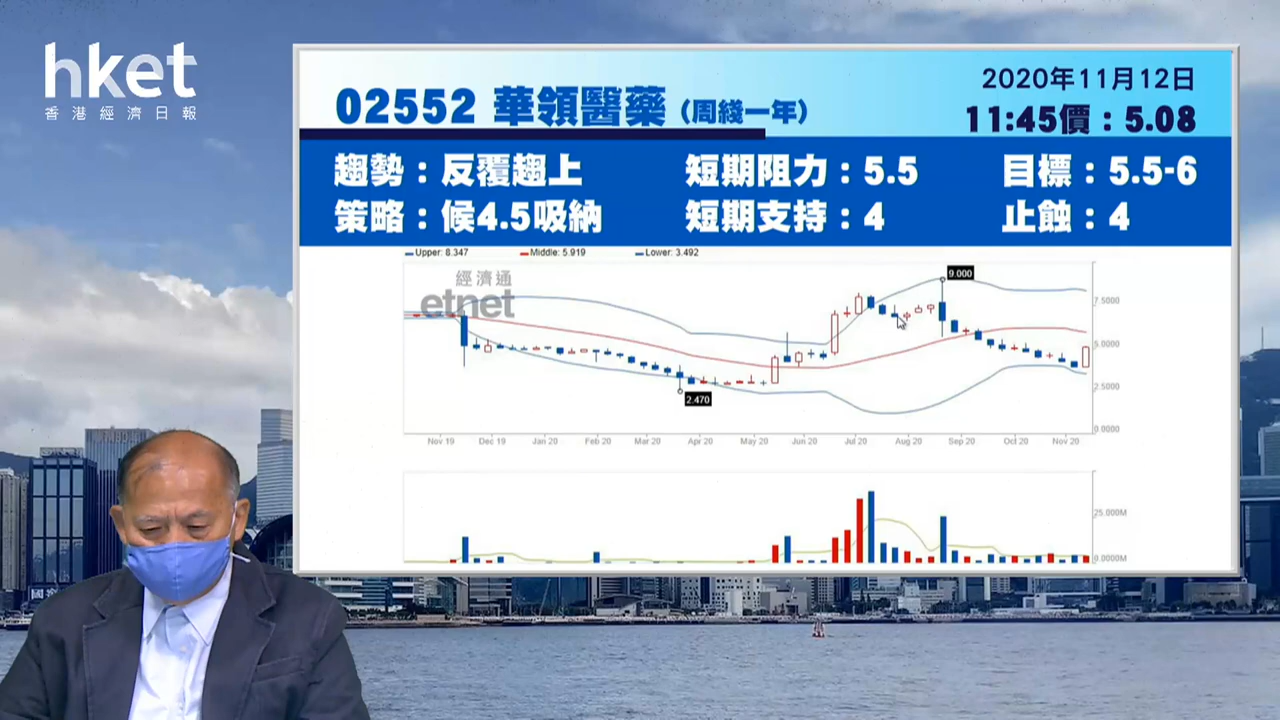 hket
香港經濟日報
02552 華領醫藥 (周綫一年)
2020年11月12日
11:45價：5.08
趨勢：反覆趨上
短期阻力：5.5
目標：5.5-6
策略：候4.5吸納
短期支持：4
止蝕：4
Upper: 8.347
Middle: 5.919
Lower: 3.492
經濟通
etnet
9.000
2.470
7.5000
5.0000
2.5000
0.0000
Nov 19 Dec 19 Jan 20 Feb 20 Mar 20 Apr 20 May 20 Jun 20 Jul 20 Aug 20 Sep 20 Oct 20 Nov 20
25.000M
0.0000M